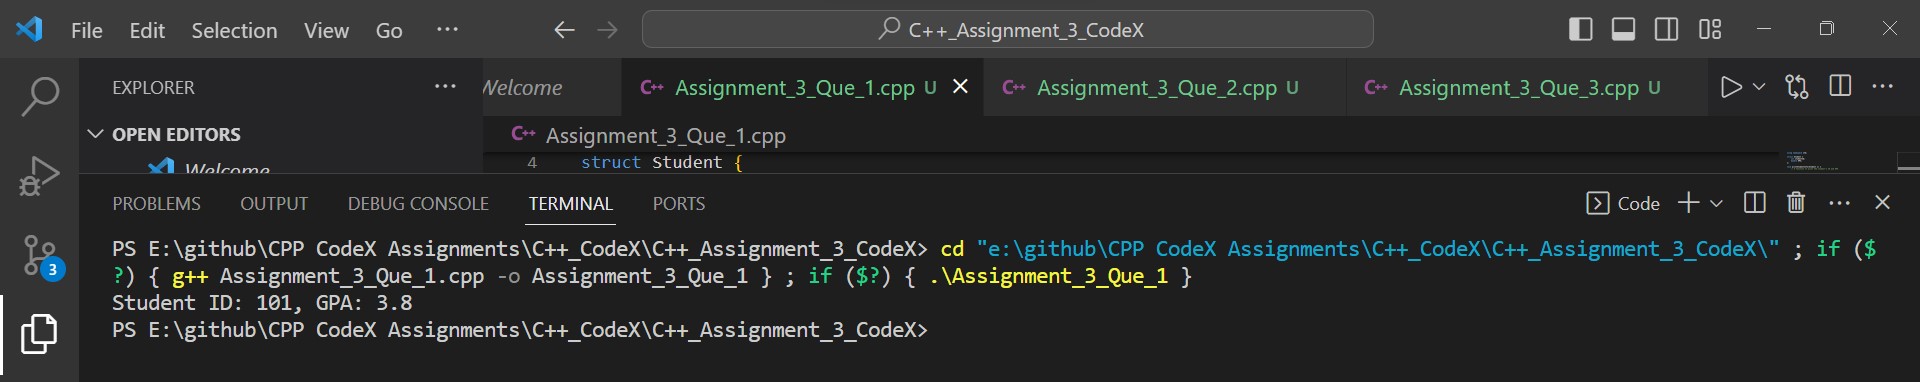 File Edit Selection View Go ···
C++_Assignment_3_CodeX
EXPLORER ···
Welcome
C++ Assignment_3_Que_1.cpp U
C++ Assignment_3_Que_2.cpp U
C++ Assignment_3_Que_3.cpp U
OPEN EDITORS
Welcome
C++ Assignment_3_Que_1.cpp
4 struct Student {
3
PROBLEMS OUTPUT DEBUG CONSOLE TERMINAL PORTS
Code
PS E:\github\CPP CodeX Assignments\C++_CodeX\C++_Assignment_3_CodeX> cd "e:\github\CPP CodeX Assignments\C++_CodeX\C++_Assignment_3_CodeX\" ; if ($
?) { g++ Assignment_3_Que_1.cpp -o Assignment_3_Que_1 } ; if ($?) { .\Assignment_3_Que_1 }
Student ID: 101, GPA: 3.8
PS E:\github\CPP CodeX Assignments\C++_CodeX\C++_Assignment_3_CodeX>